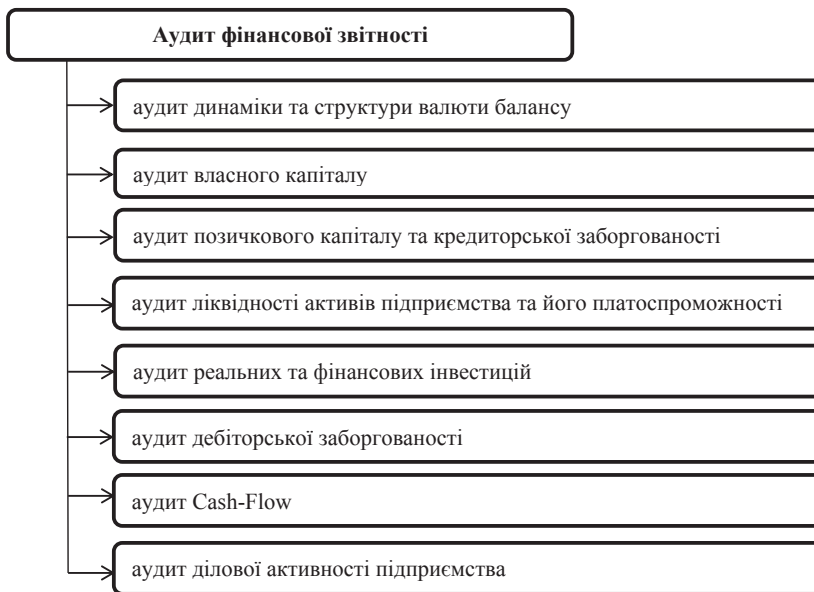 Аудит фінансової звітності
аудит динаміки та структури валюти балансу
аудит власного капіталу
аудит позичкового капіталу та кредиторської заборгованості
аудит ліквідності активів підприємства та його платоспроможності
аудит реальних та фінансових інвестицій
аудит дебіторської заборгованості
аудит Cash-Flow
аудит ділової активності підприємства